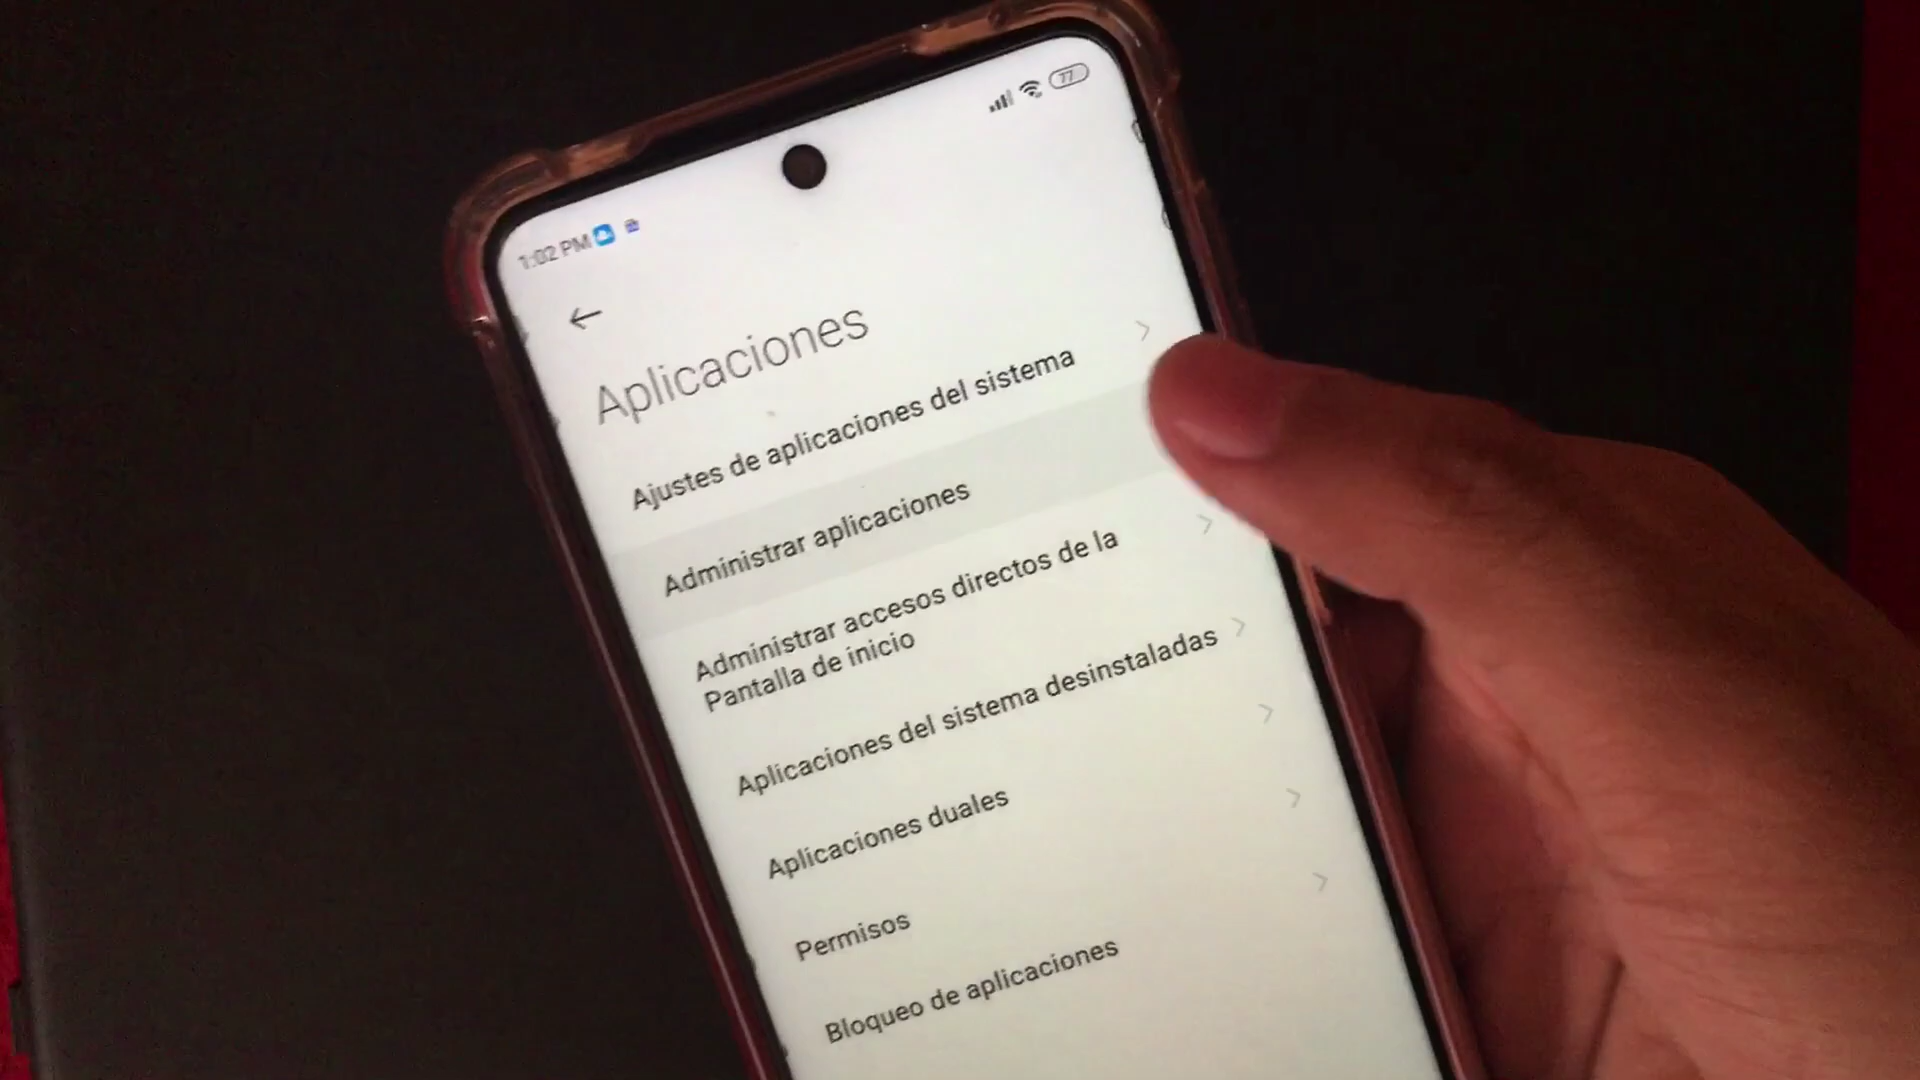 1:02 PM
77
Aplicaciones
Ajustes de aplicaciones del sistema
Administrar aplicaciones
Administrar accesos directos de la
Pantalla de inicio
Aplicaciones del sistema desinstaladas
Aplicaciones duales
Permisos
Bloqueo de aplicaciones